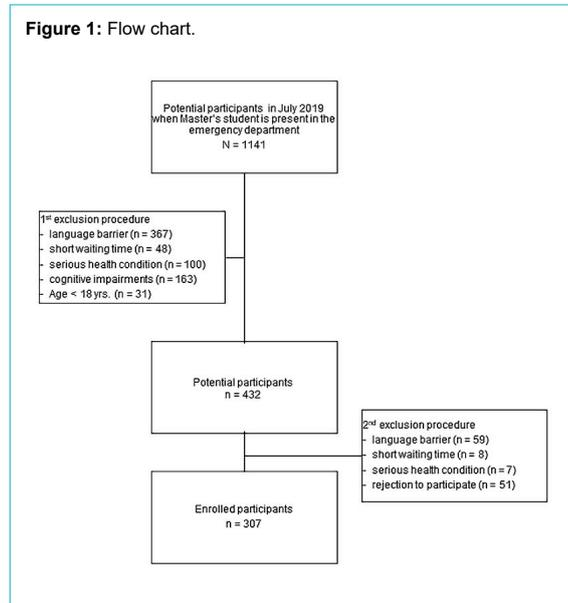 Figure 1: Flow chart.
Potential participants in July 2019
when Master's student is present in the
emergency department
N = 1141
1st exclusion procedure
- language barrier (n = 367)
- short waiting time (n = 48)
- serious health condition (n = 100)
- cognitive impairments (n = 163)
- Age < 18 yrs. (n = 31)
Potential participants
n = 432
2nd exclusion procedure
- language barrier (n = 59)
- short waiting time (n = 8)
- serious health condition (n = 7)
- rejection to participate (n = 51)
Enrolled participants
n = 307